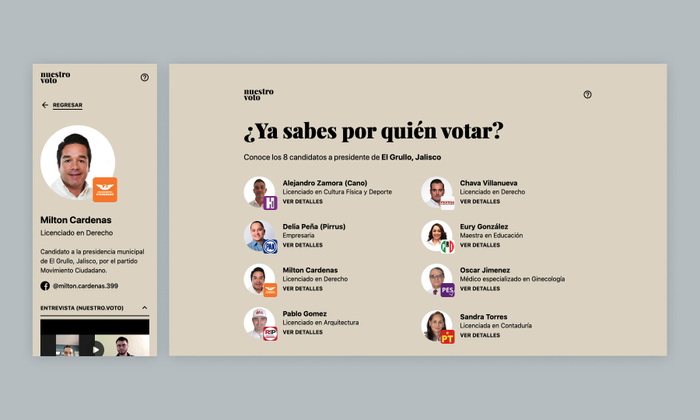 nuestro
voto
REGRESAR
Milton Cardenas
Licenciado en Derecho
Candidato a la presidencia municipal
de El Grullo, Jalisco, por el partido
Movimiento Ciudadano.
@milton.cardenas.399
ENTREVISTA (NUESTRO.VOTO)
nuestro
voto
¿Ya sabes por quién votar?
Conoce los 8 candidatos a presidente de El Grullo, Jalisco
Alejandro Zamora (Cano)
Licenciado en Cultura Física y Deporte
VER DETALLES
H
Delia Peña (Pirrus)
Empresaria
VER DETALLES
PAN
Milton Cardenas
Licenciado en Derecho
VER DETALLES
Pablo Gomez
Licenciado en Arquitectura
VER DETALLES
RSP
Chava Villanueva
Licenciado en Derecho
VER DETALLES
morena
Eury González
Maestra en Educación
VER DETALLES
PRI
Oscar Jimenez
Médico especializado en Ginecología
VER DETALLES
PES
Sandra Torres
Licenciada en Contaduría
VER DETALLES
PT